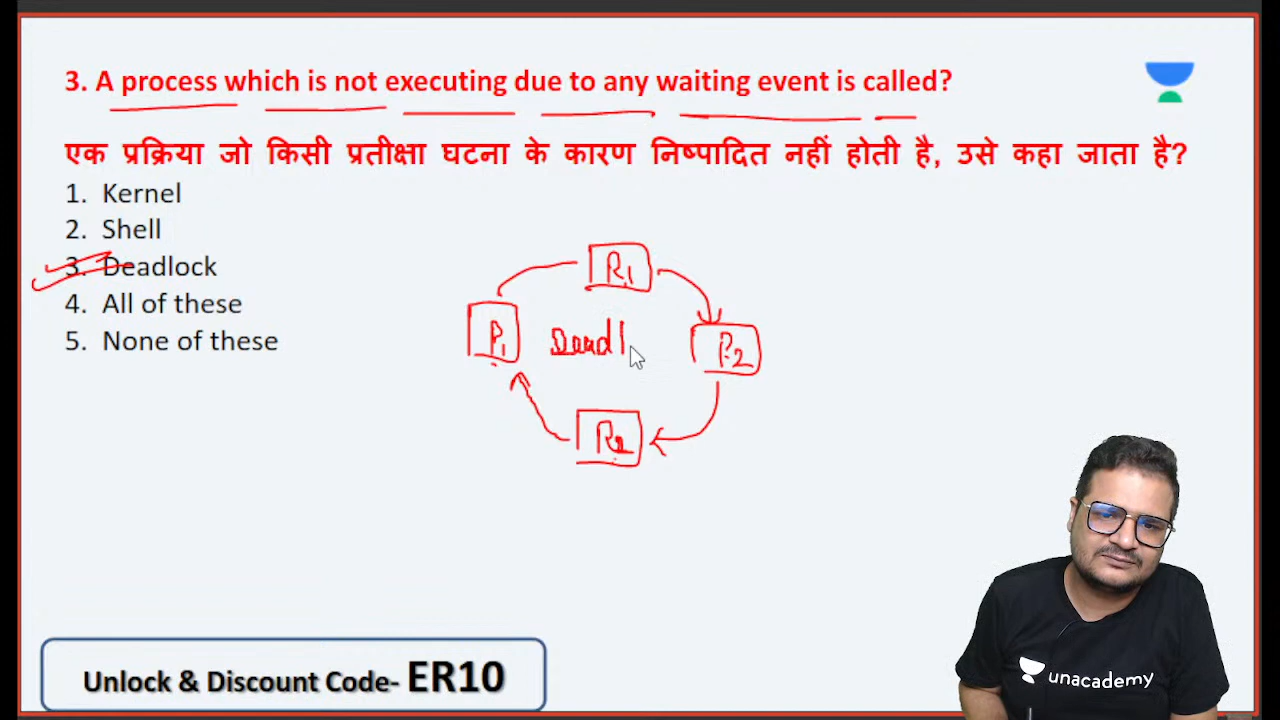 3. A process which is not executing due to any waiting event is called?
एक प्रक्रिया जो किसी प्रतीक्षा घटना के कारण निष्पादित नहीं होती है, उसे कहा जाता है?
1. Kernel
2. Shell
3. Deadlock
4. All of these
5. None of these
R1
P1
Deadl
P2
R2
Unlock & Discount Code- ER10
unacademy